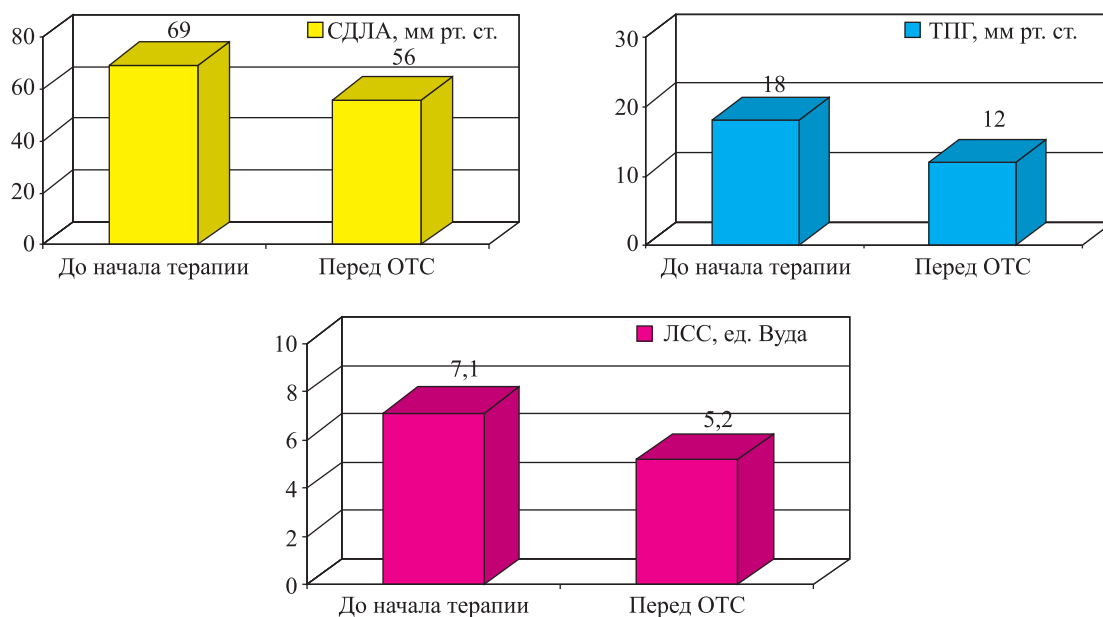 СДЛА, мм рт. ст.
80
60
40
20
0
69
56
До начала терапии
Перед ОТС
ТПГ, мм рт. ст.
30
20
10
0
18
12
До начала терапии
Перед ОТС
ЛСС, ед. Вуда
10
8
6
4
2
0
7,1
5,2
До начала терапии
Перед ОТС